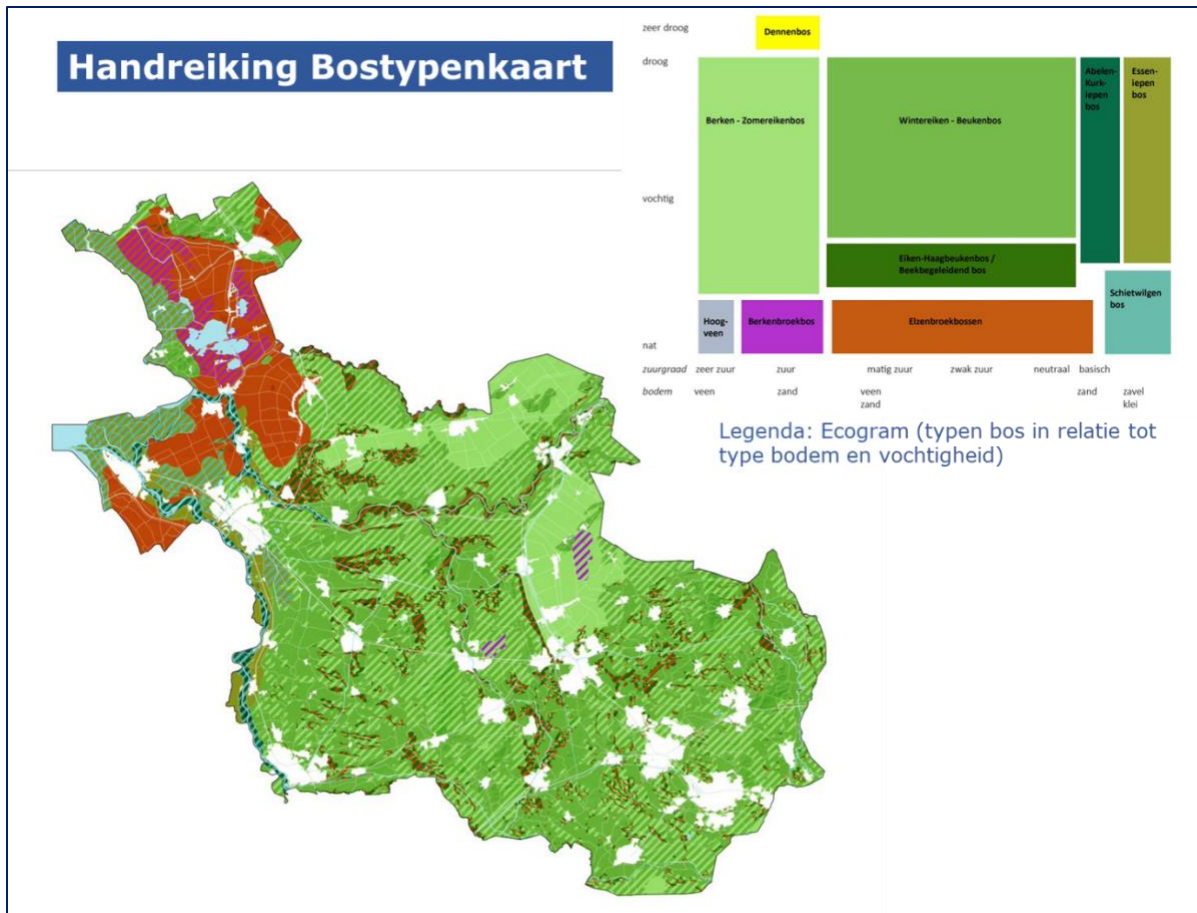 Handreiking Bostypenkaart
zeer droog
Dennenbos
droog
Berken - Zomereikenbos
Wintereiken - Beukenbos
Abelen-
Kurk-
iepen
bos
Essen-
iepen
bos
vochtig
Eiken-Haagbeukenbos /
Beekbegeleidend bos
Schietwilgen
bos
Hoog-
veen
Berkenbroekbos
Elzenbroekbossen
nat
zuurgraad zeer zuur zuur matig zuur zwak zuur neutraal basisch
bodem veen zand veen zand zavel
zand klei
Legenda: Ecogram (typen bos in relatie tot
type bodem en vochtigheid)